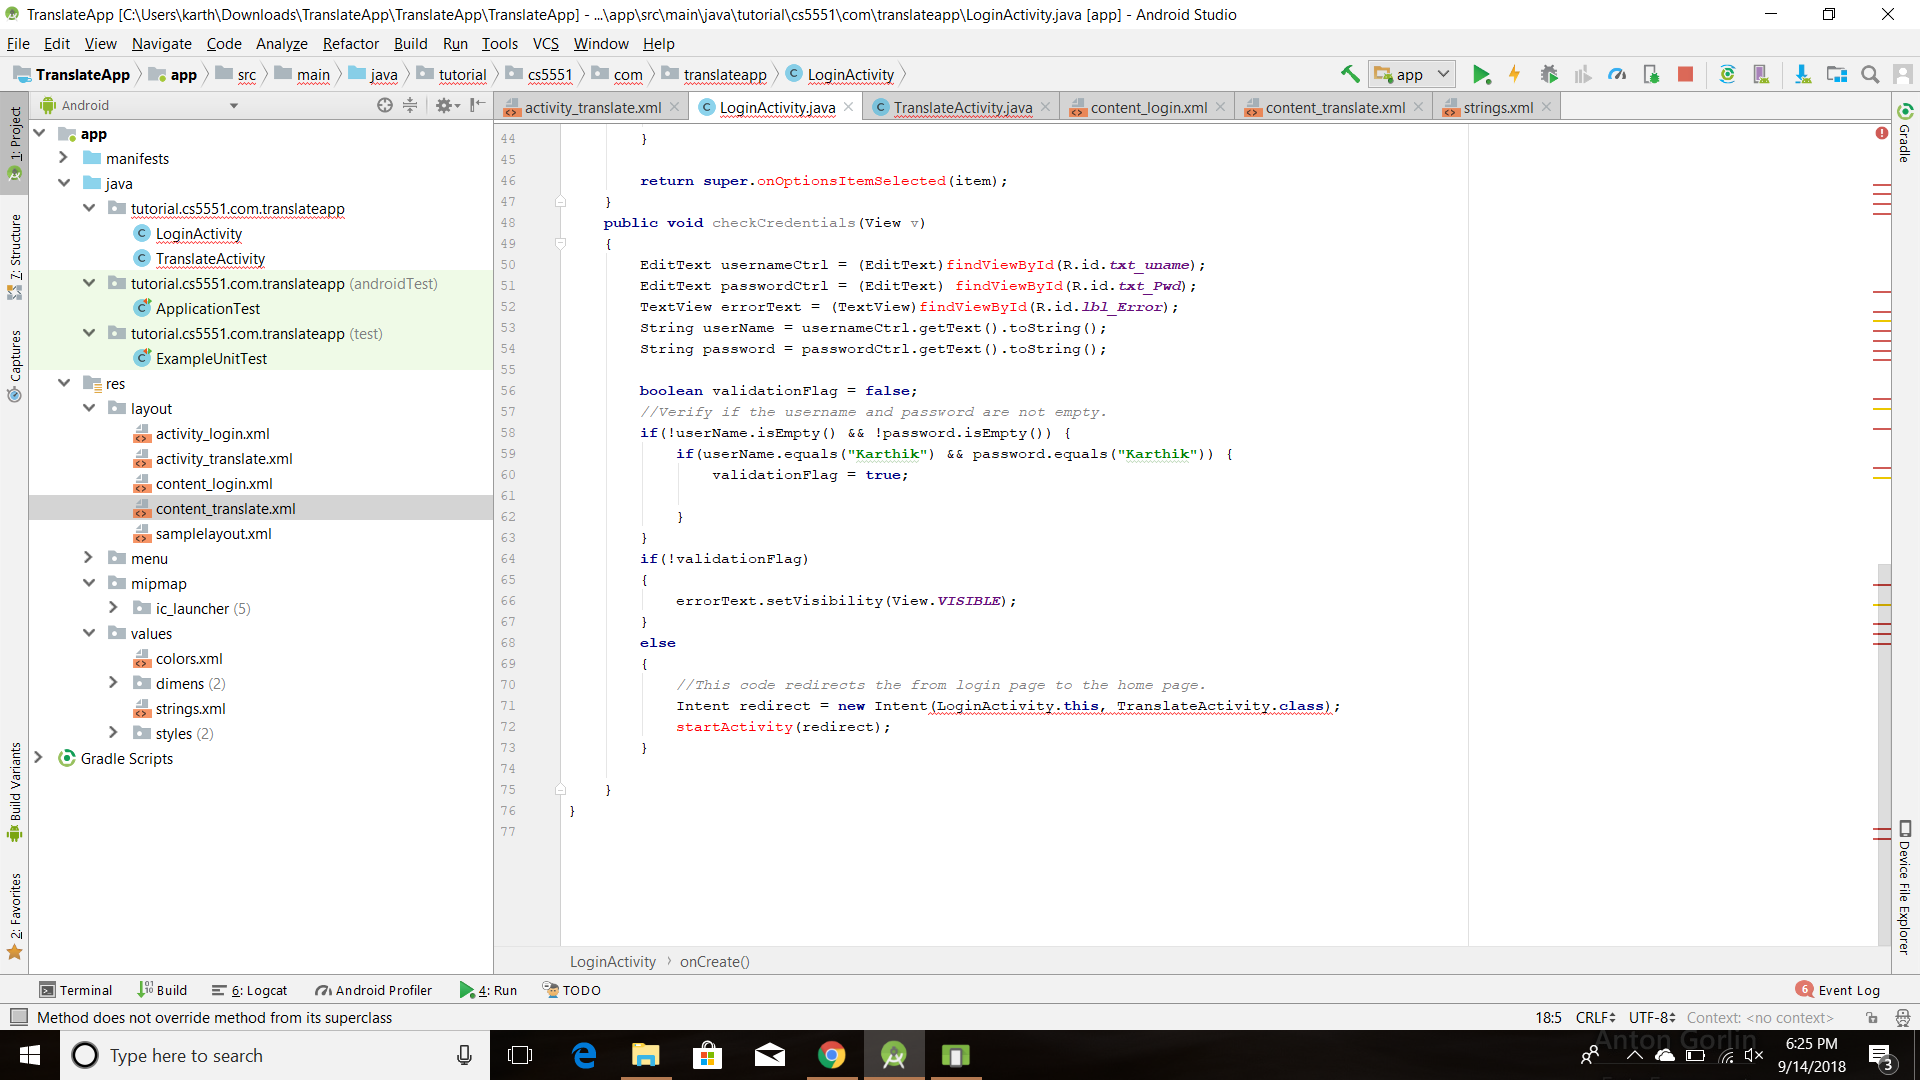 TranslateApp [C:\Users\karth\Downloads\TranslateApp\TranslateApp\TranslateApp] - ...\app\src\main\java\tutorial\cs5551\com\translateapp\LoginActivity.java [app] - Android Studio
File Edit View Navigate Code Analyze Refactor Build Run Tools VCS Window Help
TranslateApp app src main java tutorial cs5551 com translateapp LoginActivity app
Android
activity_translate.xml LoginActivity.java TranslateActivity.java content_login.xml content_translate.xml strings.xml
1: Project
7: Structure
Captures
Build Variants
2: Favorites
app
manifests
java
tutorial.cs5551.com.translateapp
LoginActivity
TranslateActivity
tutorial.cs5551.com.translateapp (androidTest)
ApplicationTest
tutorial.cs5551.com.translateapp (test)
ExampleUnitTest
res
layout
activity_login.xml
activity_translate.xml
content_login.xml
content_translate.xml
samplelayout.xml
menu
mipmap
ic_launcher (5)
values
colors.xml
dimens (2)
strings.xml
styles (2)
Gradle Scripts
44 }
45
46 return super.onOptionsItemSelected(item);
47 }
48 public void checkCredentials(View v)
49 {
50 EditText usernameCtrl = (EditText)findViewById(R.id.txt_uname);
51 EditText passwordCtrl = (EditText) findViewById(R.id.txt_Pwd);
52 TextView errorText = (TextView)findViewById(R.id.lbl_Error);
53 String userName = usernameCtrl.getText().toString();
54 String password = passwordCtrl.getText().toString();
55
56 boolean validationFlag = false;
57 //Verify if the username and password are not empty.
58 if(!userName.isEmpty() && !password.isEmpty()) {
59 if(userName.equals("Karthik") && password.equals("Karthik")) {
60 validationFlag = true;
61
62 }
63 }
64 if(!validationFlag)
65 {
66 errorText.setVisibility(View.VISIBLE);
67 }
68 else
69 {
70 //This code redirects the from login page to the home page.
71 Intent redirect = new Intent(LoginActivity.this, TranslateActivity.class);
72 startActivity(redirect);
73 }
74
75 }
76 }
77
LoginActivity › onCreate()
Gradle
Device File Explorer
Terminal Build 6: Logcat Android Profiler 4: Run TODO 6 Event Log
Method does not override method from its superclass 18:5 CRLF UTF-8 Context: <no context>
Anton Gorlin
Type here to search 6:25 PM
9/14/2018
3